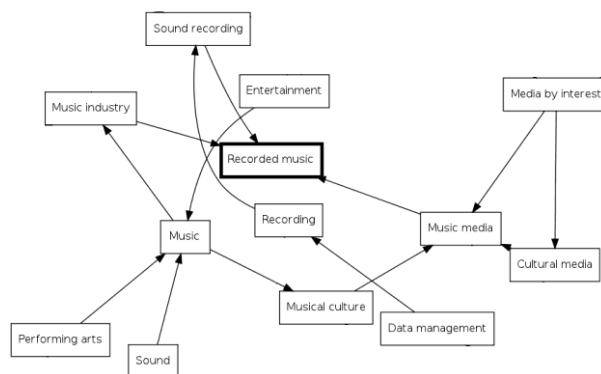 Sound recording
Entertainment
Media by interest
Music industry
Recorded music
Recording
Music media
Music
Cultural media
Musical culture
Data management
Performing arts
Sound